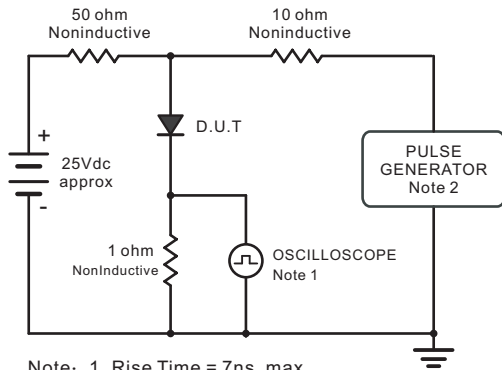 50 ohm
Noninductive
10 ohm
Noninductive
D.U.T
+
25Vdc
approx
-
PULSE
GENERATOR
Note 2
1 ohm
NonInductive
OSCILLOSCOPE
Note 1
Note: 1. Rise Time = 7ns max.